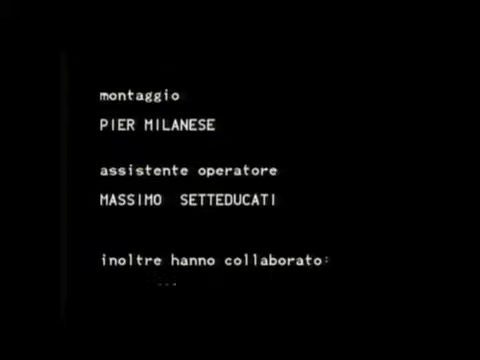 montaggio
PIER MILANESE
assistente operatore
MASSIMO SETTEDUCATI
inoltre hanno collaborato: